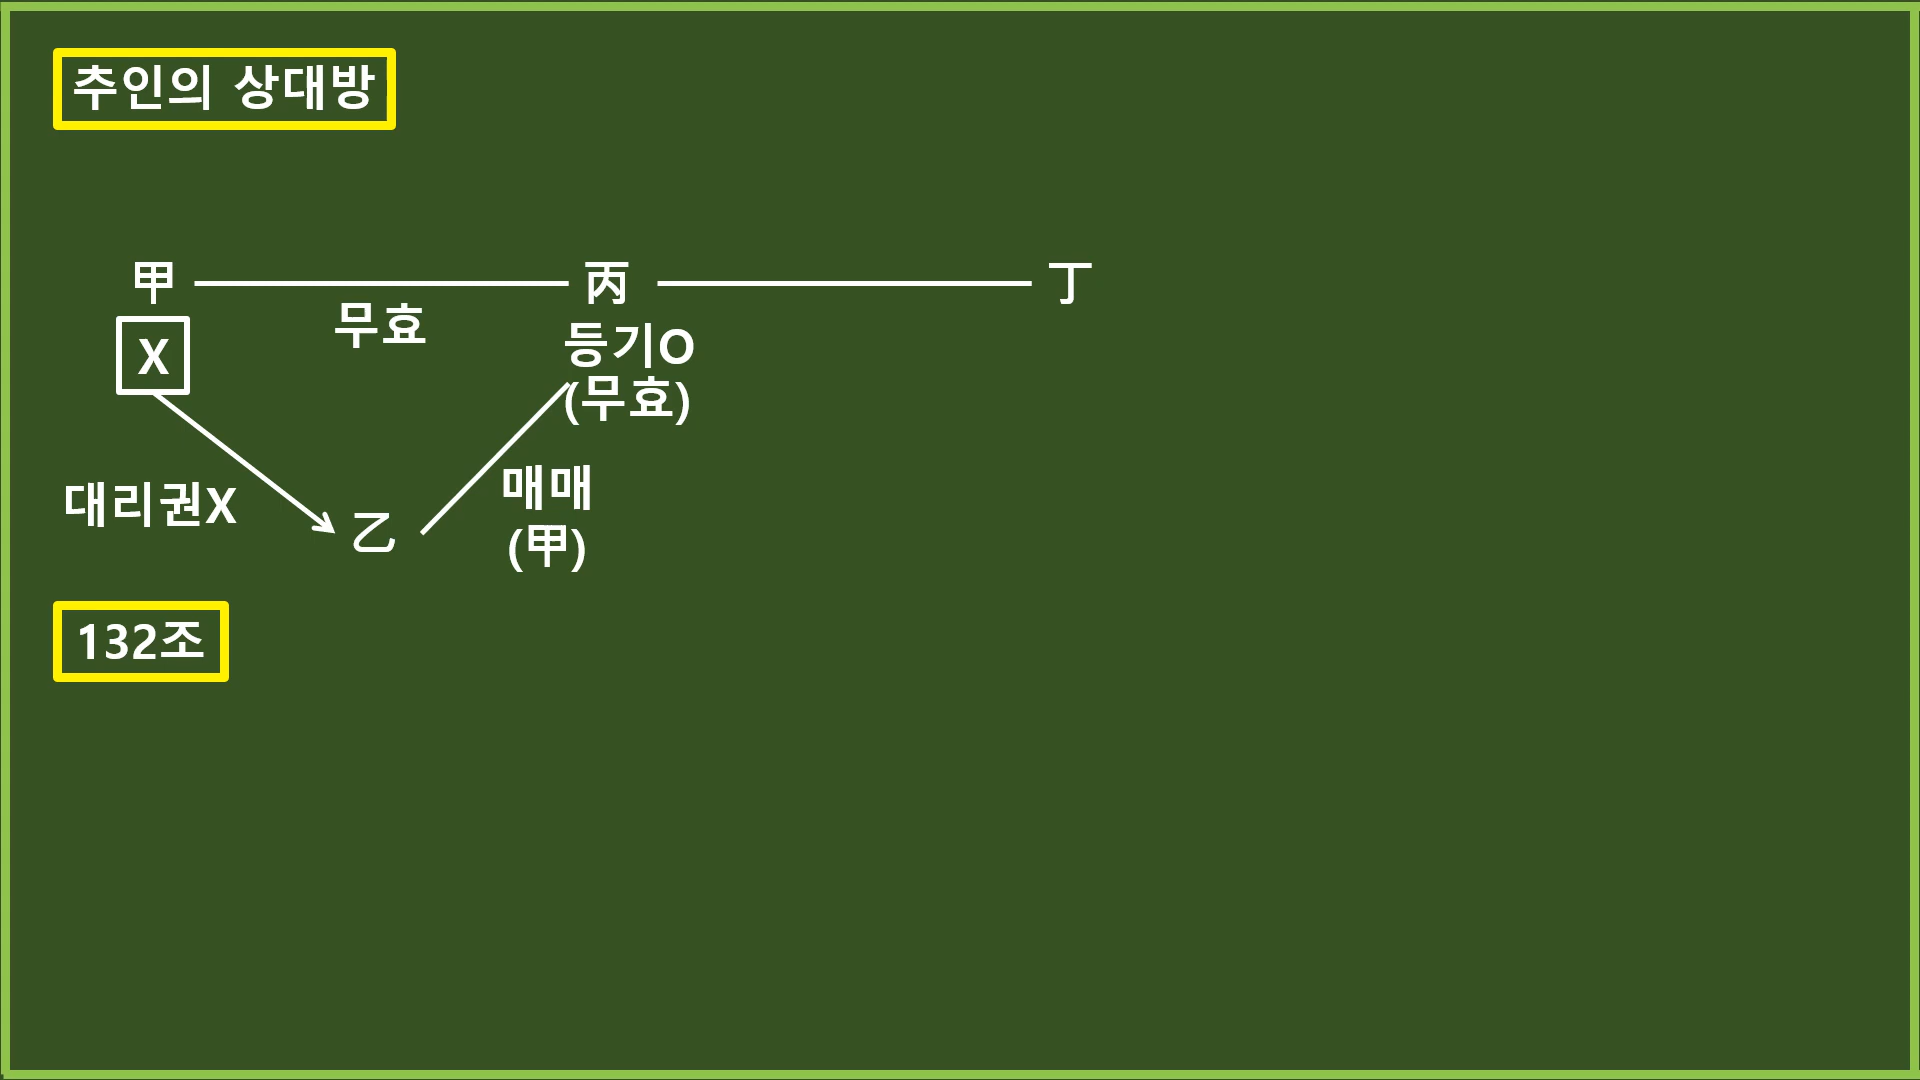 추인의 상대방
甲 丙 丁
무효
X
등기O
(무효)
대리권X
乙
매매
(甲)
132조